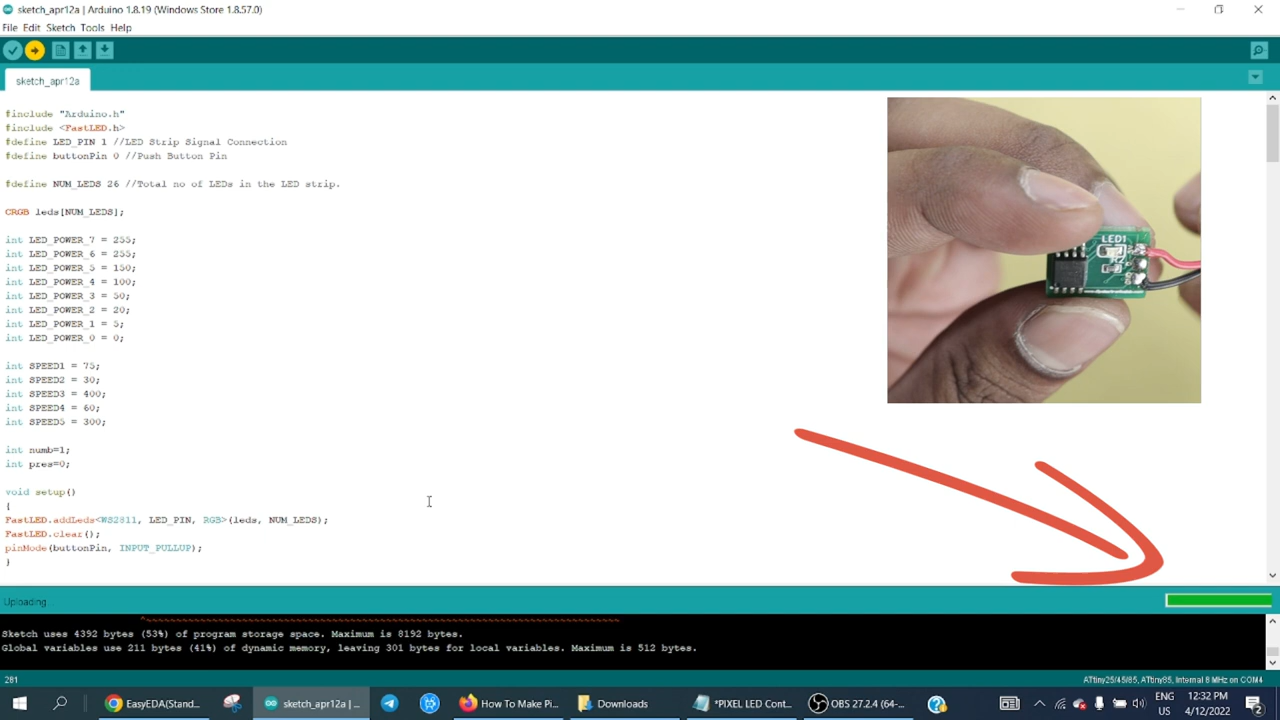 sketch_apr12a | Arduino 1.8.19 (Windows Store 1.8.57.0)
File Edit Sketch Tools Help
sketch_apr12a
#include "Arduino.h"
#include <FastLED.h>
#define LED_PIN 1 //LED Strip Signal Connection
#define buttonPin 0 //Push Button Pin
#define NUM_LEDS 26 //Total no of LEDs in the LED strip.
CRGB leds[NUM_LEDS];
int LED_POWER_7 = 255;
int LED_POWER_6 = 255;
int LED_POWER_5 = 150;
int LED_POWER_4 = 100;
int LED_POWER_3 = 50;
int LED_POWER_2 = 20;
int LED_POWER_1 = 5;
int LED_POWER_0 = 0;
int SPEED1 = 75;
int SPEED2 = 30;
int SPEED3 = 400;
int SPEED4 = 60;
int SPEED5 = 300;
int numb=1;
int pres=0;
void setup()
{
FastLED.addLeds<WS2811, LED_PIN, RGB>(leds, NUM_LEDS);
FastLED.clear();
pinMode(buttonPin, INPUT_PULLUP);
}
LED1
Uploading...
^~~~~~~~~~~~~~~~~~~~~~~~~~~~~~~~~~~~~~~~~~~~~~~~~~~~~~~~~~~~~~~~~~~~~~~~~~~~~~~~
Sketch uses 4392 bytes (53%) of program storage space. Maximum is 8192 bytes.
Global variables use 211 bytes (41%) of dynamic memory, leaving 301 bytes for local variables. Maximum is 512 bytes.
281
ATtiny25/45/85, ATtiny85, Internal 8 MHz on COM4
EasyEDA(Stand...
sketch_apr12a | ...
How To Make Pi...
Downloads
*PIXEL LED Cont...
OBS 27.2.4 (64-...
ENG
US
12:32 PM
4/12/2022
2